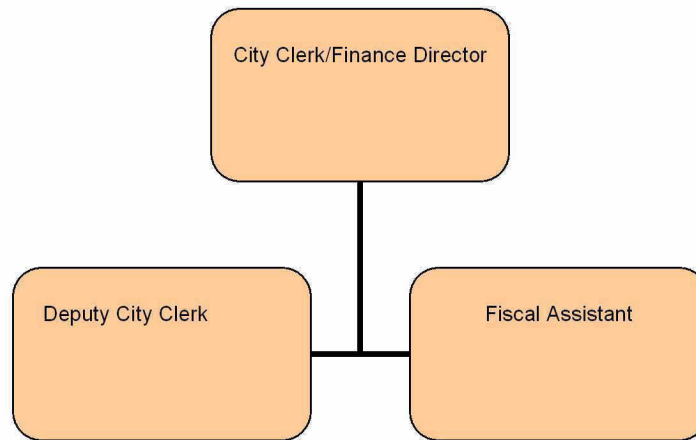 City Clerk/Finance Director
Deputy City Clerk
Fiscal Assistant